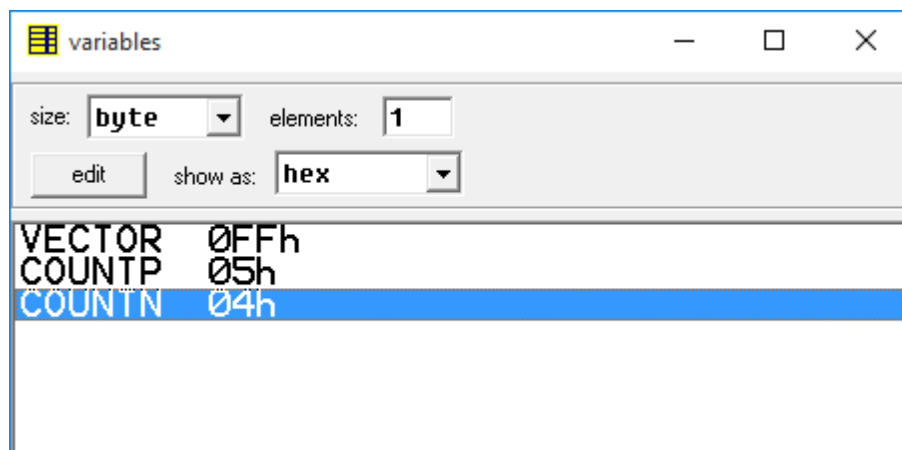 variables
size: byte elements: 1
edit show as: hex
VECTOR 0FFh
COUNTP 05h
COUNTN 04h